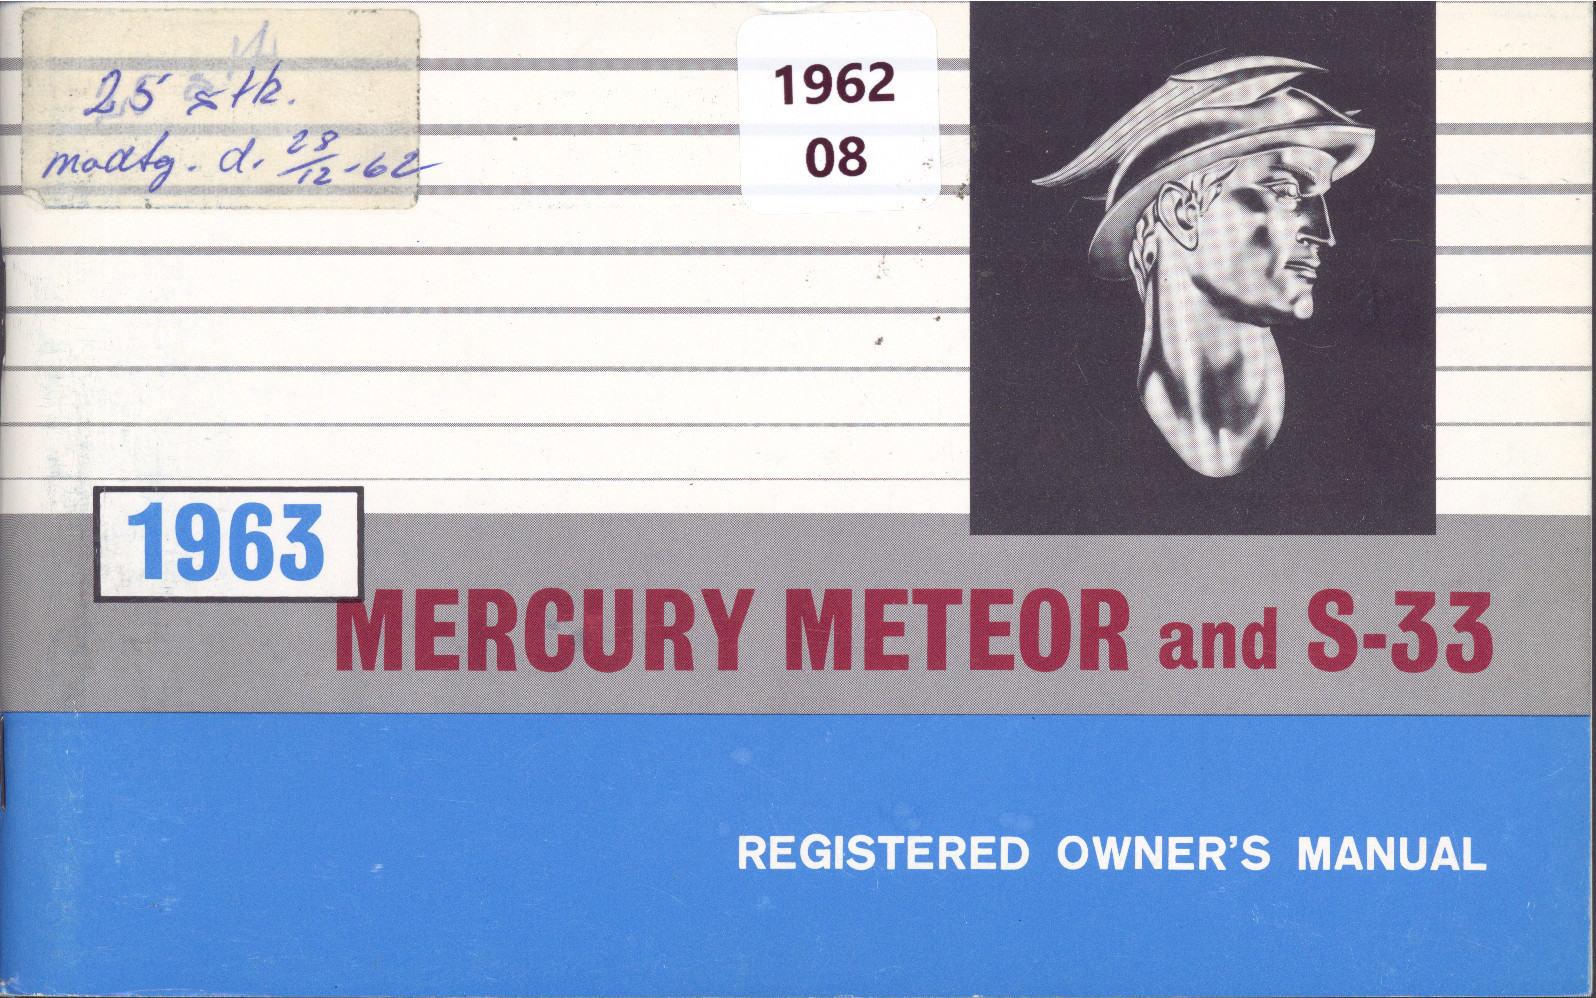 25 stk.
modtg. d. 28/12-62
1962
08
1963
MERCURY METEOR and S-33
REGISTERED OWNER'S MANUAL